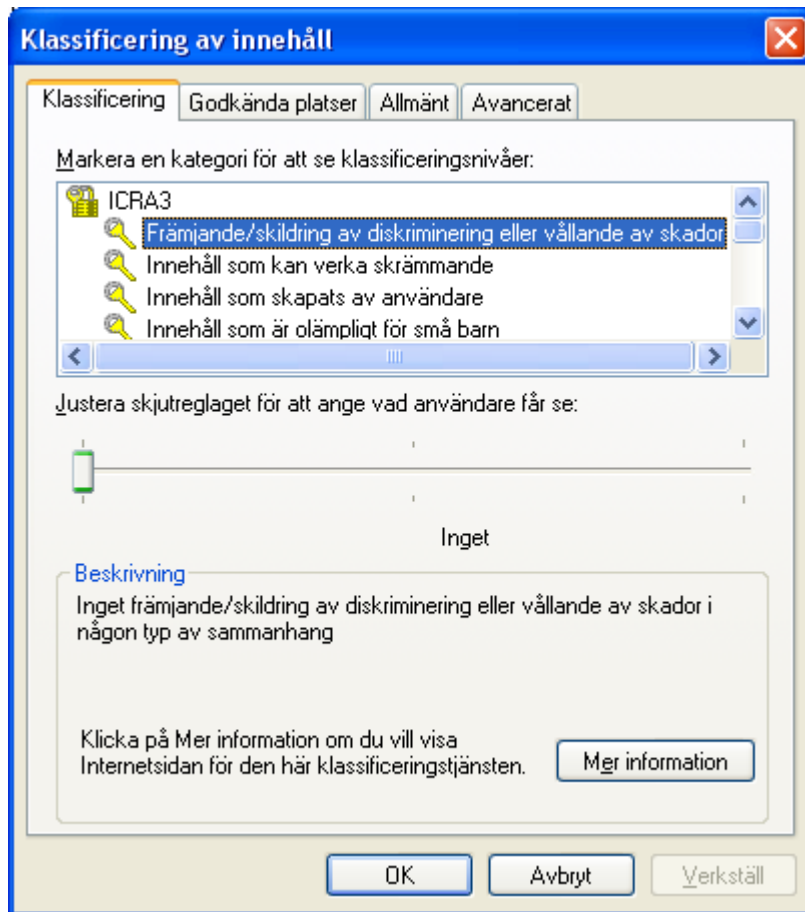 Klassificering av innehåll
Klassificering Godkända platser Allmänt Avancerat
Markera en kategori för att se klassificeringsnivåer:
ICRA3
Främjande/skildring av diskriminering eller vållande av skador
Innehåll som kan verka skrämmande
Innehåll som skapats av användare
Innehåll som är olämpligt för små barn
Justera skjutreglaget för att ange vad användare får se:
Inget
Beskrivning
Inget främjande/skildring av diskriminering eller vållande av skador i
någon typ av sammanhang
Klicka på Mer information om du vill visa
Internetsidan för den här klassificeringstjänsten.
Mer information
OK Avbryt Verkställ